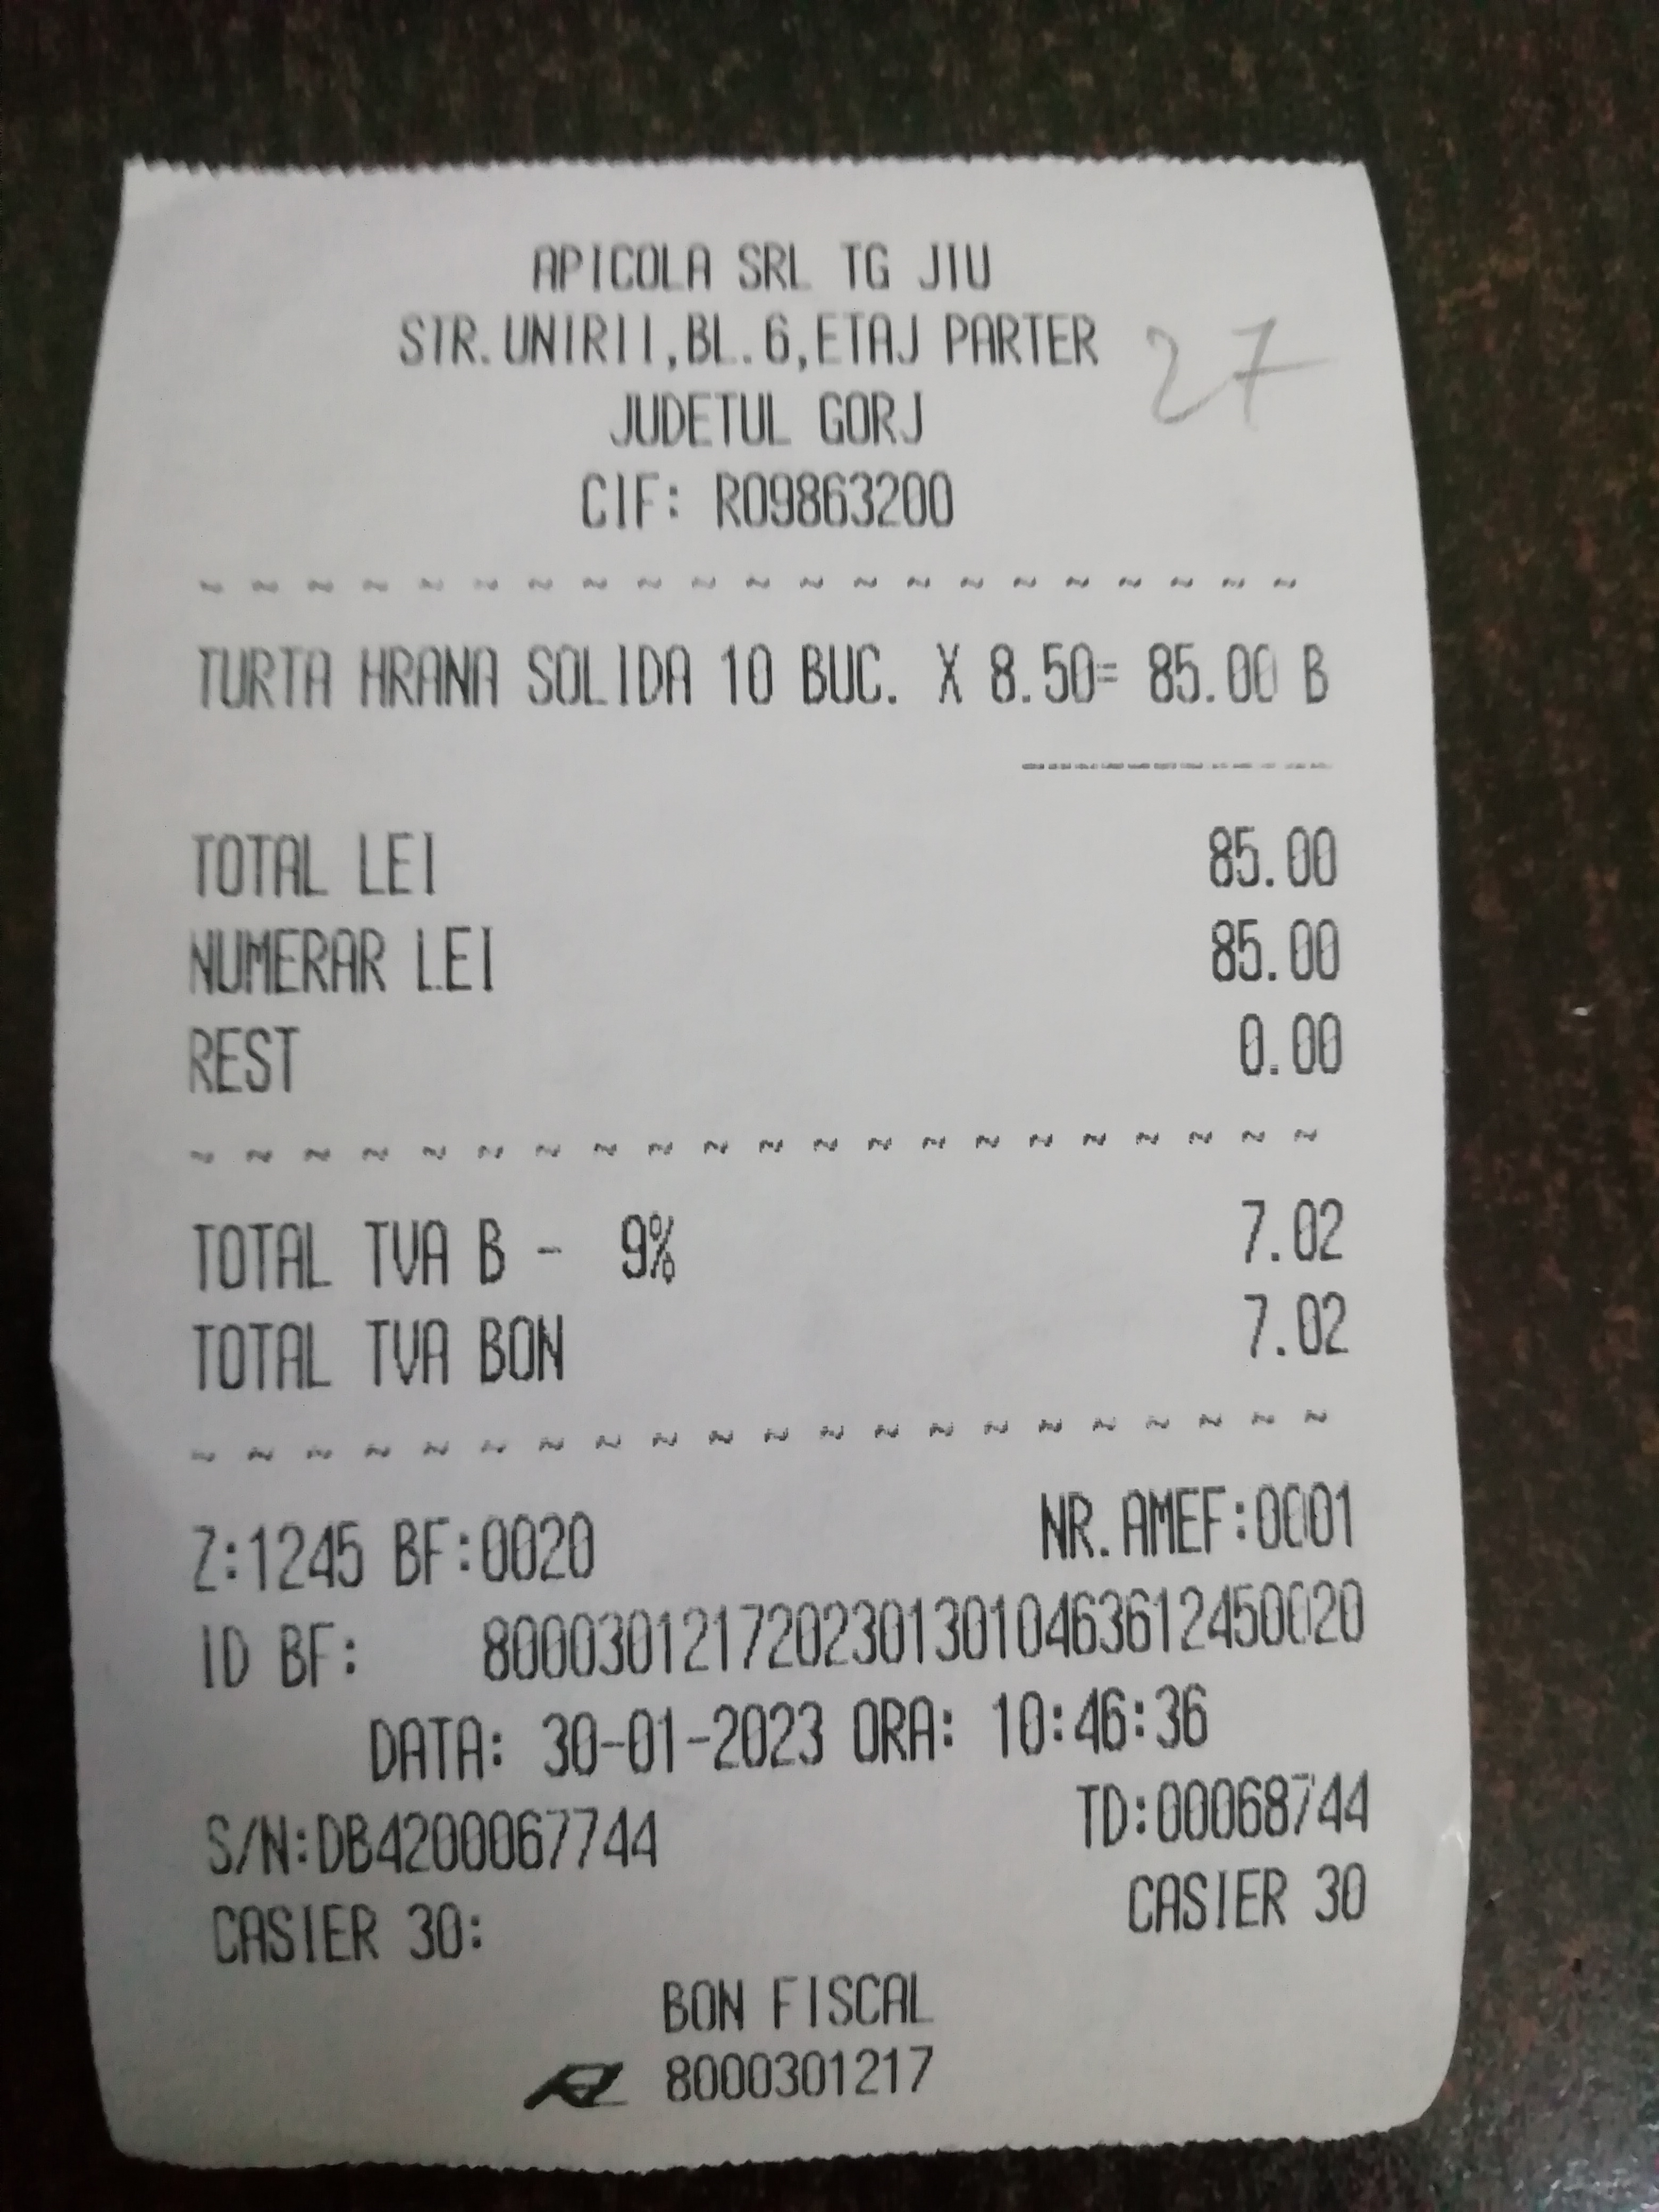 APICOLA SRL TG JIU
STR.UNIRII,BL.6,ETAJ PARTER
27
JUDETUL GORJ
CIF: RO9863200
~ ~ ~ ~ ~ ~ ~ ~ ~ ~ ~ ~ ~ ~ ~ ~ ~ ~ ~ ~ ~
TURTA HRANA SOLIDA 10 BUC. X 8.50= 85.00 B
------------
TOTAL LEI 85.00
NUMERAR LEI 85.00
REST 0.00
~ ~ ~ ~ ~ ~ ~ ~ ~ ~ ~ ~ ~ ~ ~ ~ ~ ~ ~ ~ ~
TOTAL TVA B - 9% 7.02
TOTAL TVA BON 7.02
~ ~ ~ ~ ~ ~ ~ ~ ~ ~ ~ ~ ~ ~ ~ ~ ~ ~ ~ ~ ~
Z:1245 BF:0020 NR.AMEF:0001
ID BF: 80003012172023013010463612450020
DATA: 30-01-2023 ORA: 10:46:36
S/N:DB4200067744 TD:00068744
CASIER 30: CASIER 30
BON FISCAL
8000301217